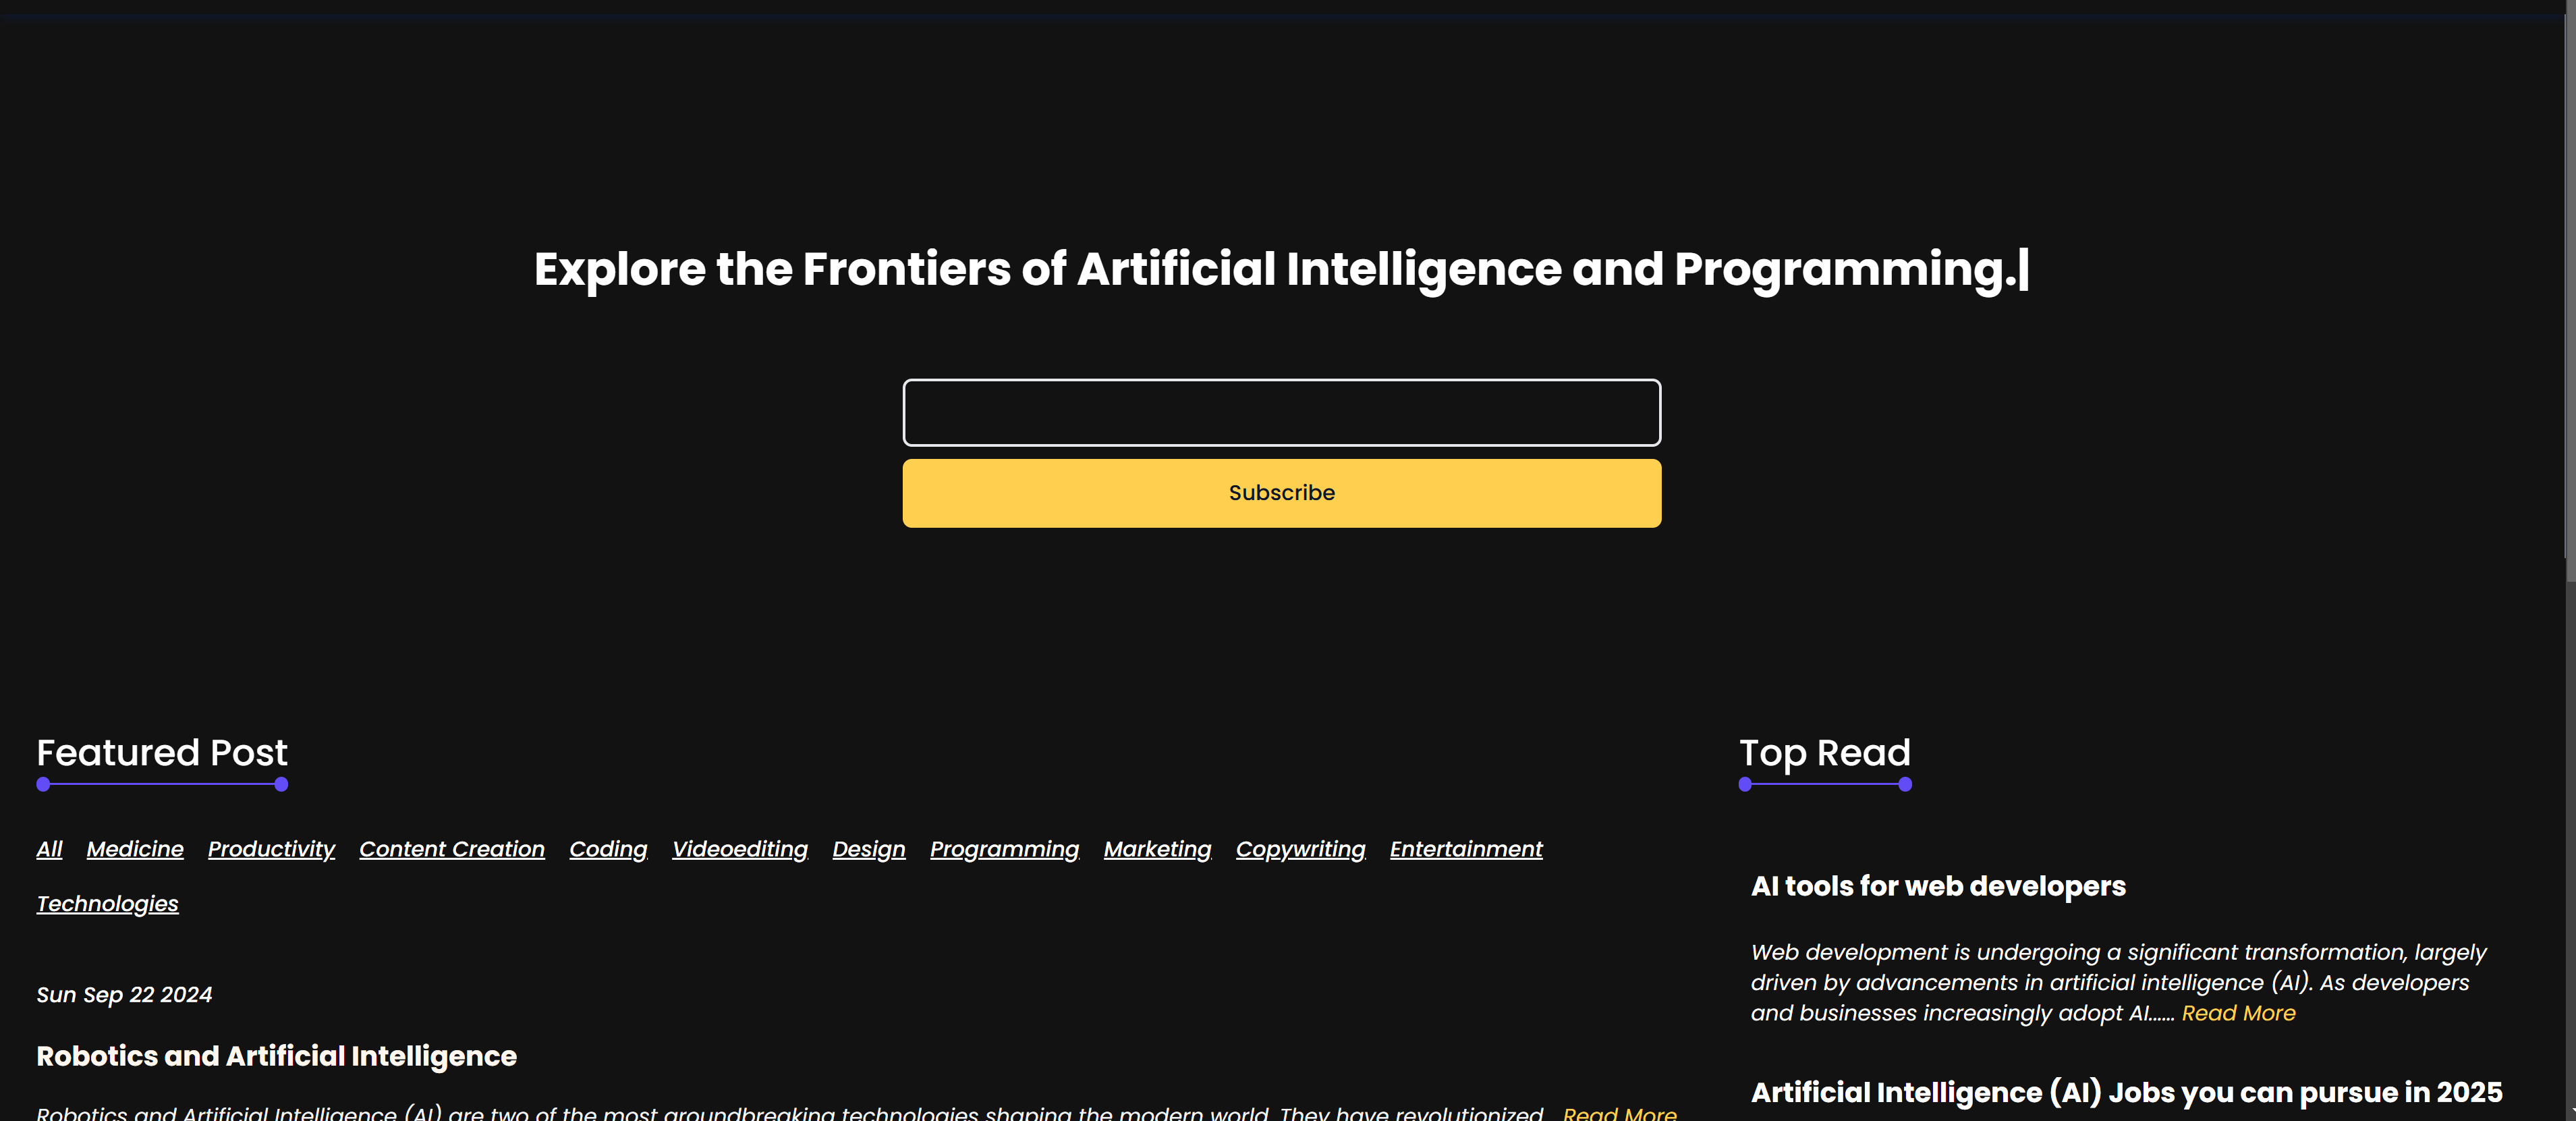 Explore the Frontiers of Artificial Intelligence and Programming.|
Subscribe
Featured Post
All Medicine Productivity Content Creation Coding Videoediting Design Programming Marketing Copywriting Entertainment
Technologies
Sun Sep 22 2024
Robotics and Artificial Intelligence
Robotics and Artificial Intelligence (AI) are two of the most groundbreaking technologies shaping the modern world. They have revolutionized... Read More
Top Read
AI tools for web developers
Web development is undergoing a significant transformation, largely
driven by advancements in artificial intelligence (AI). As developers
and businesses increasingly adopt AI...... Read More
Artificial Intelligence (AI) Jobs you can pursue in 2025